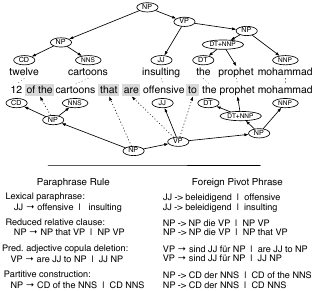 NP
VP
NP
DT+NNP
CD NNS JJ DT NNP
twelve cartoons insulting the prophet mohammad
12 of the cartoons that are offensive to the prophet mohammad
CD NNS JJ DT NNP
NP DT+NNP
NP
VP
NP
Paraphrase Rule Foreign Pivot Phrase
Lexical paraphrase: JJ -> beleidigend | offensive
JJ → offensive | insulting JJ -> beleidigend | insulting
Reduced relative clause: NP -> NP die VP | NP VP
NP → NP that VP | NP VP NP -> NP die VP | NP that VP
Pred. adjective copula deletion: VP → sind JJ für NP | are JJ to NP
VP → are JJ to NP | JJ NP VP → sind JJ für NP | JJ NP
Partitive construction: NP -> CD der NNS | CD of the NNS
NP → CD of the NNS | CD NNS NP -> CD der NNS | CD NNS